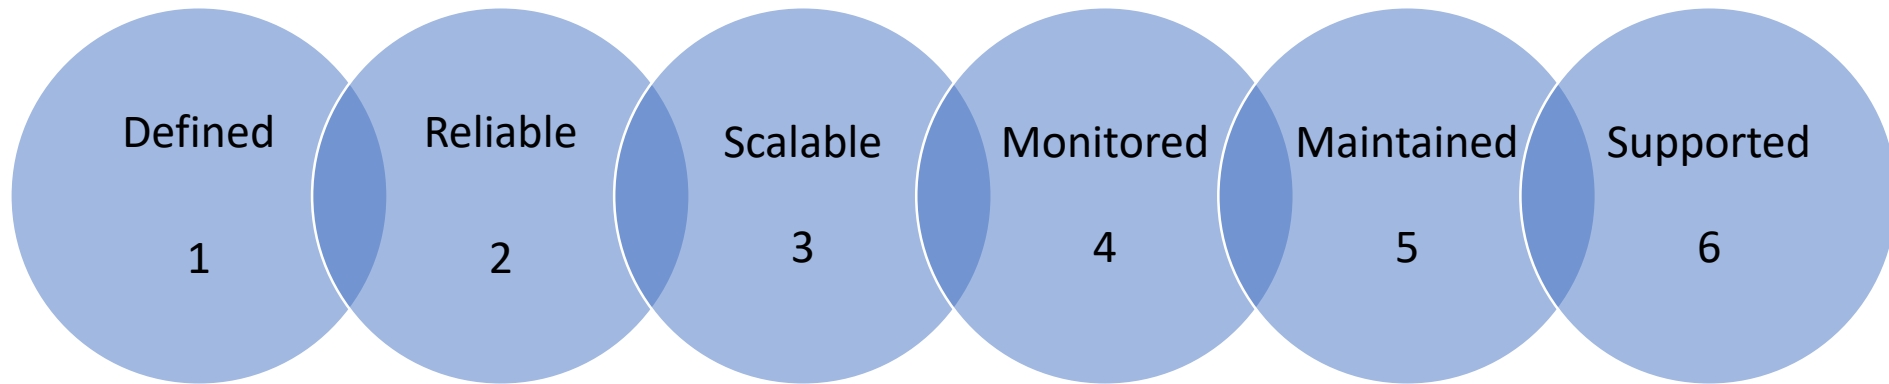 Defined
1
Reliable
2
Scalable
3
Monitored
4
Maintained
5
Supported
6